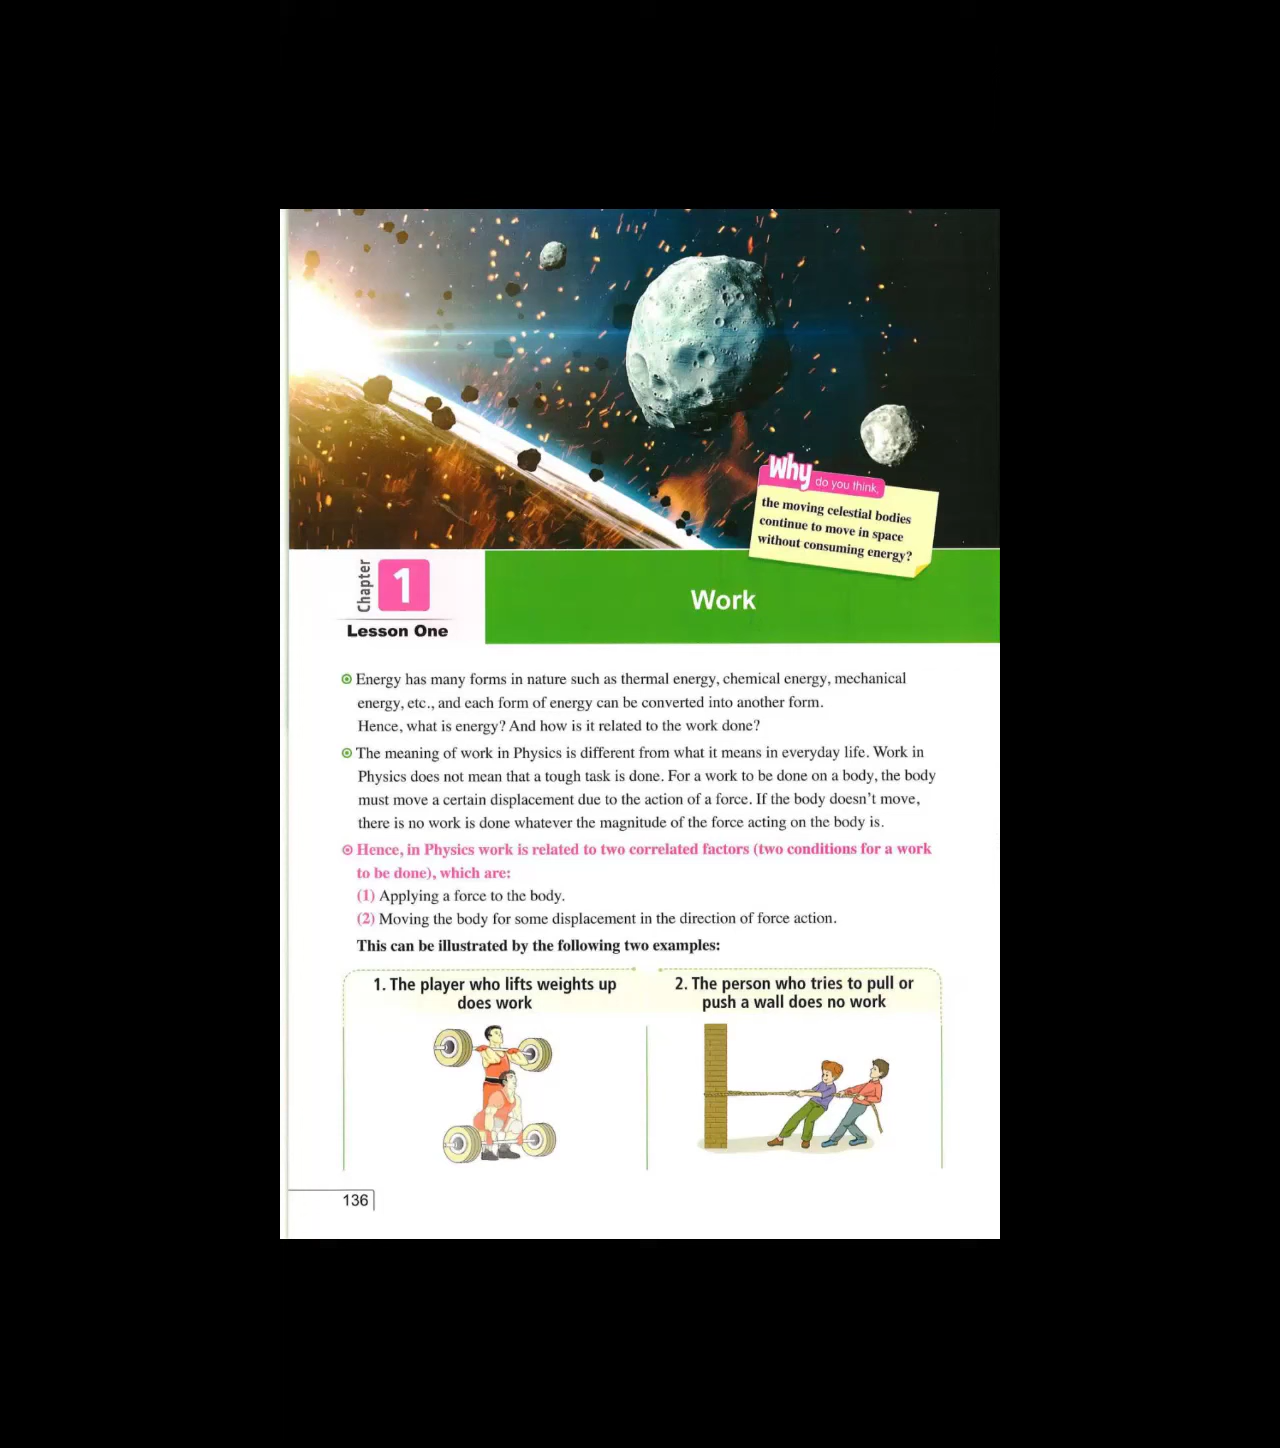 Why do you think,
the moving celestial bodies
continue to move in space
without consuming energy?
Chapter 1
Lesson One
Work
Energy has many forms in nature such as thermal energy, chemical energy, mechanical
energy, etc., and each form of energy can be converted into another form.
Hence, what is energy? And how is it related to the work done?
The meaning of work in Physics is different from what it means in everyday life. Work in
Physics does not mean that a tough task is done. For a work to be done on a body, the body
must move a certain displacement due to the action of a force. If the body doesn't move,
there is no work is done whatever the magnitude of the force acting on the body is.
Hence, in Physics work is related to two correlated factors (two conditions for a work
to be done), which are:
(1) Applying a force to the body.
(2) Moving the body for some displacement in the direction of force action.
This can be illustrated by the following two examples:
1. The player who lifts weights up
does work
2. The person who tries to pull or
push a wall does no work
136